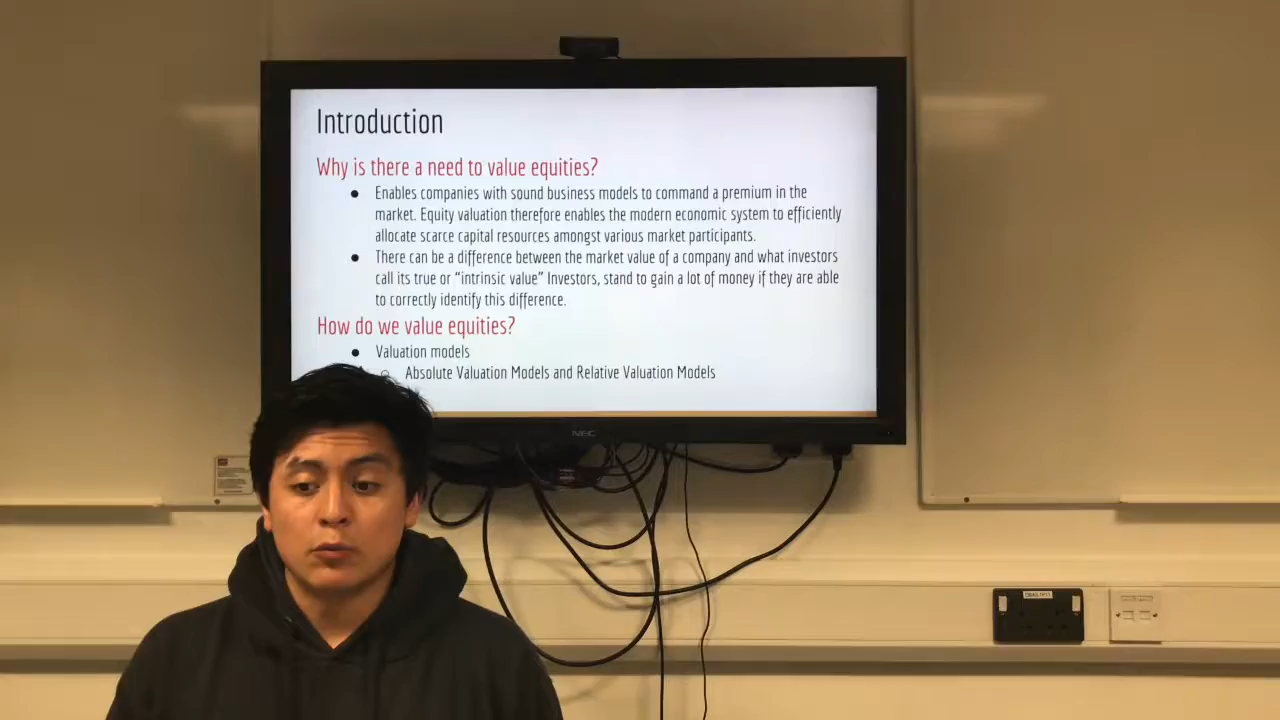 Introduction
Why is there a need to value equities?
● Enables companies with sound business models to command a premium in the
market. Equity valuation therefore enables the modern economic system to efficiently
allocate scarce capital resources amongst various market participants.
● There can be a difference between the market value of a company and what investors
call its true or “intrinsic value” Investors, stand to gain a lot of money if they are able
to correctly identify this difference.
How do we value equities?
● Valuation models
○ Absolute Valuation Models and Relative Valuation Models
NEC